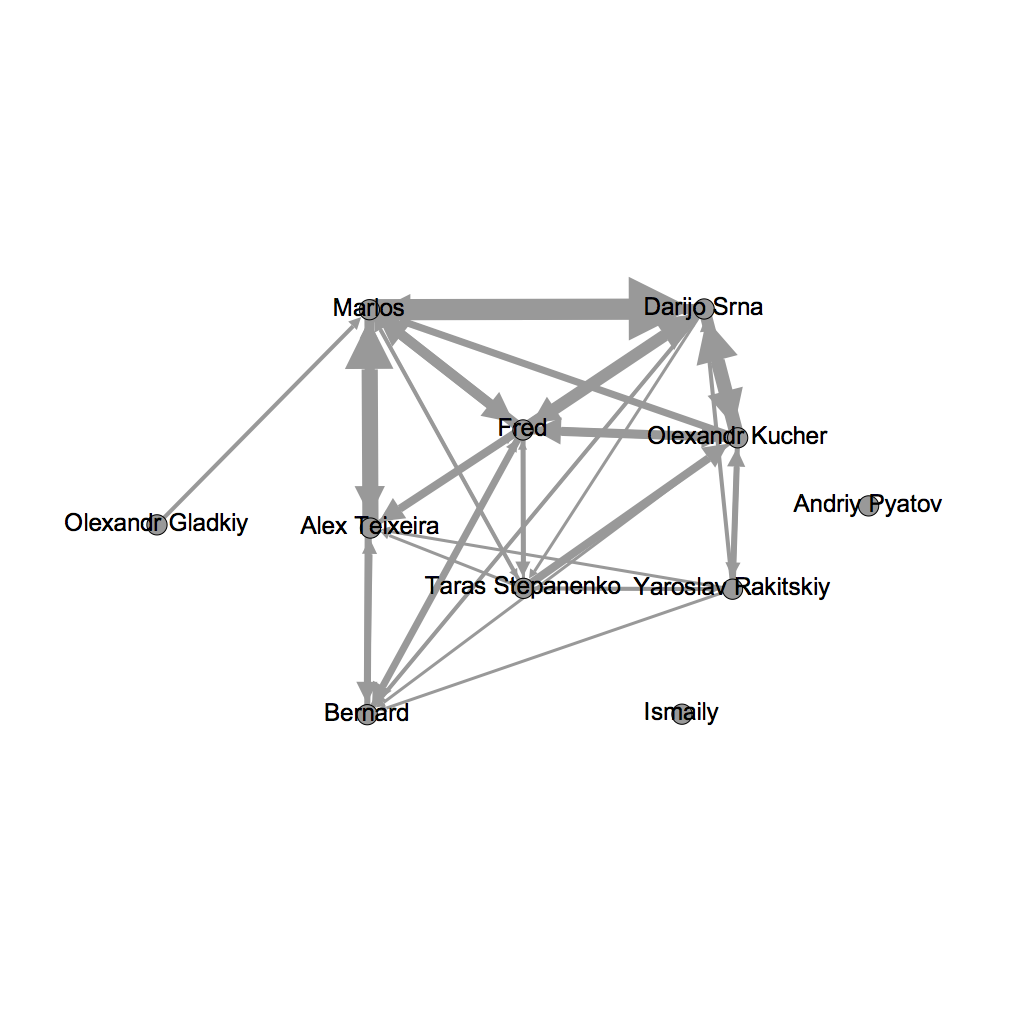 Marlos
Darijo Srna
Fred
Olexandr Kucher
Andriy Pyatov
Olexandr Gladkiy
Alex Teixeira
Taras Stepanenko
Yaroslav Rakitskiy
Bernard
Ismaily